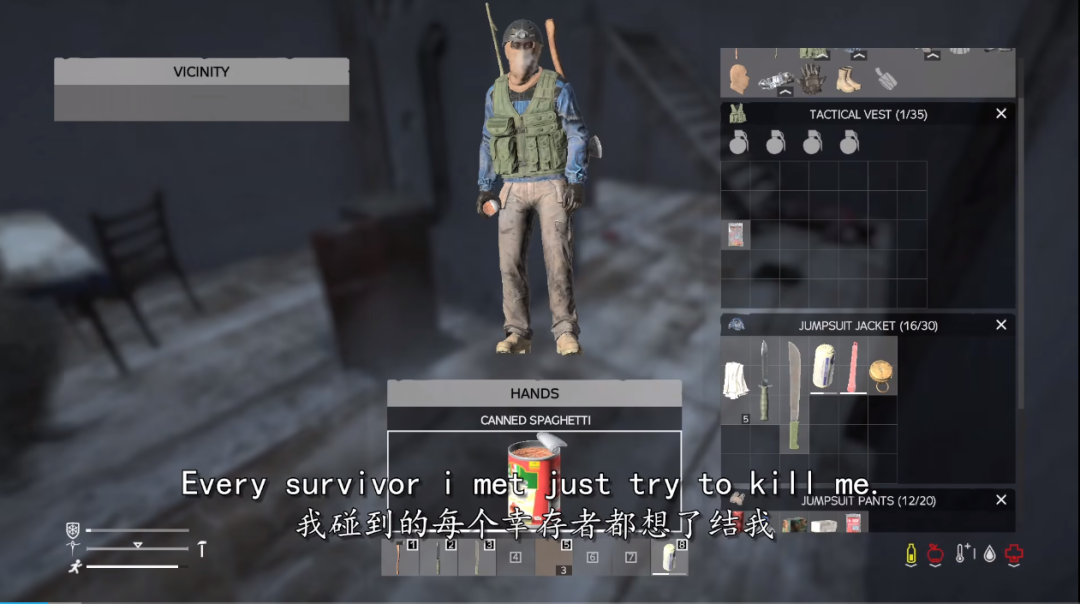 VICINITY
TACTICAL VEST (1/35)
JUMPSUIT JACKET (16/30)
5
HANDS
CANNED SPAGHETTI
Every survivor i met just try to kill me.
我碰到的每个幸存者都想了结我
JUMPSUIT PANTS (12/20)
1 2 3 4 5 6 7 8
3